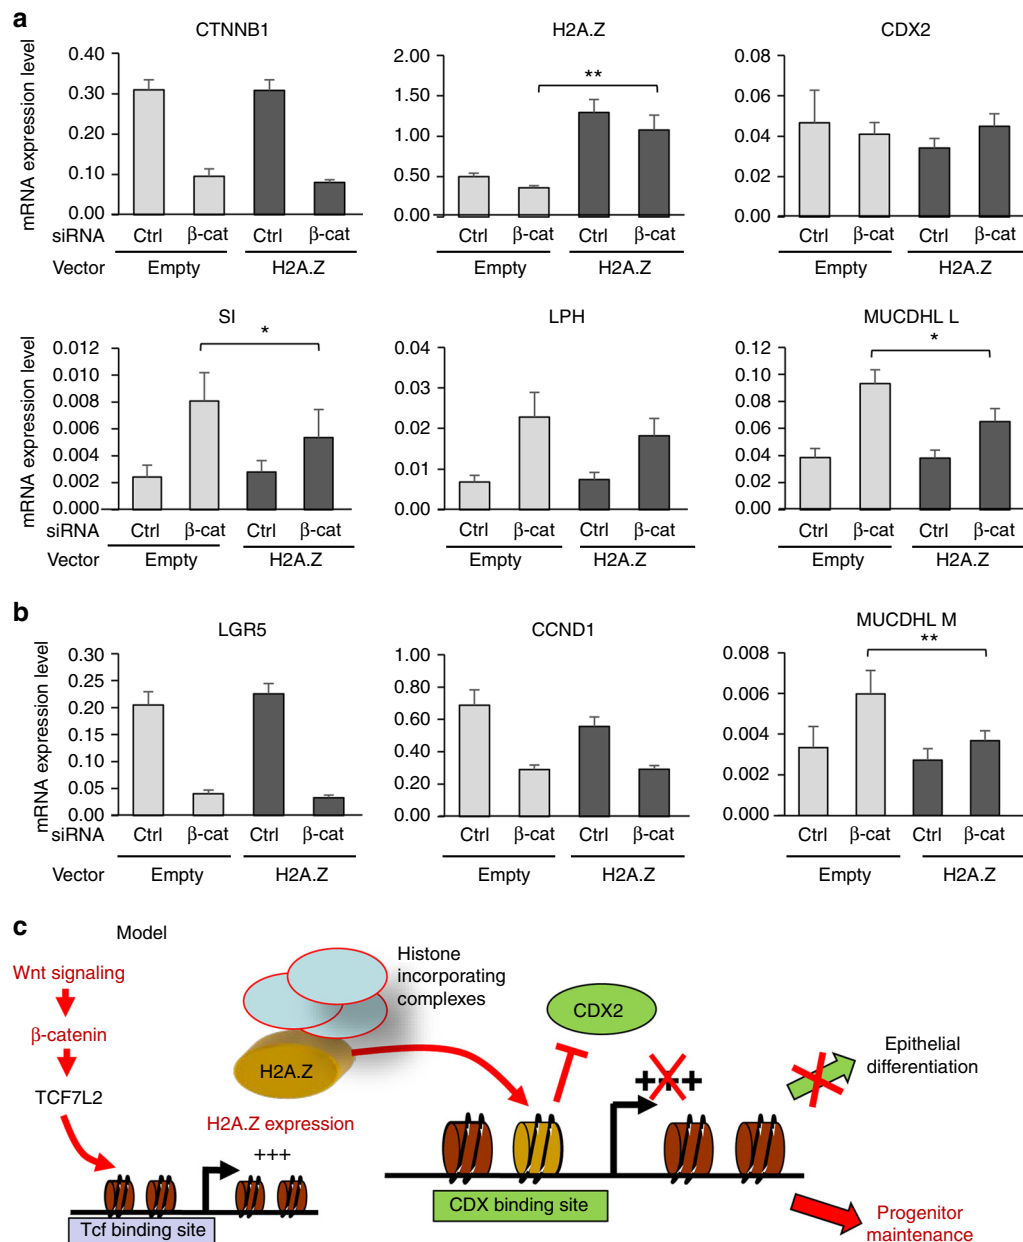 a
CTNNB1
mRNA expression level
0.40
0.30
0.20
0.10
0.00
siRNA Ctrl β-cat Ctrl β-cat
Vector Empty H2A.Z
H2A.Z
2.00
1.50
1.00
0.50
0.00
**
Ctrl β-cat Ctrl β-cat
Empty H2A.Z
CDX2
0.08
0.06
0.04
0.02
0.00
Ctrl β-cat Ctrl β-cat
Empty H2A.Z
SI
mRNA expression level
0.012
0.010
0.008
0.006
0.004
0.002
0.000
*
siRNA Ctrl β-cat Ctrl β-cat
Vector Empty H2A.Z
LPH
0.04
0.03
0.02
0.01
0.00
Ctrl β-cat Ctrl β-cat
Empty H2A.Z
MUCDHL L
0.12
0.10
0.08
0.06
0.04
0.02
0.00
*
Ctrl β-cat Ctrl β-cat
Empty H2A.Z
b
LGR5
mRNA expression level
0.30
0.25
0.20
0.15
0.10
0.05
0.00
siRNA Ctrl β-cat Ctrl β-cat
Vector Empty H2A.Z
CCND1
1.00
0.80
0.60
0.40
0.20
0.00
Ctrl β-cat Ctrl β-cat
Empty H2A.Z
MUCDHL M
0.008
0.006
0.004
0.002
0.000
**
Ctrl β-cat Ctrl β-cat
Empty H2A.Z
c
Model
Wnt signaling
β-catenin
TCF7L2
Tcf binding site
H2A.Z expression
+++
H2A.Z
Histone
incorporating
complexes
CDX2
+++
CDX binding site
Epithelial
differentiation
Progenitor
maintenance